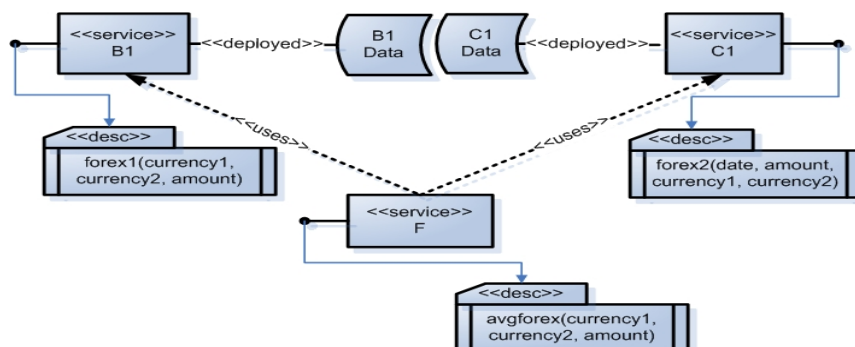 <<service>>
B1
<<deployed>>
B1
Data
C1
Data
<<deployed>>
<<service>>
C1
<<uses>>
<<uses>>
<<desc>>
forex1(currency1,
currency2, amount)
<<desc>>
forex2(date, amount,
currency1, currency2)
<<service>>
F
<<desc>>
avgforex(currency1,
currency2, amount)